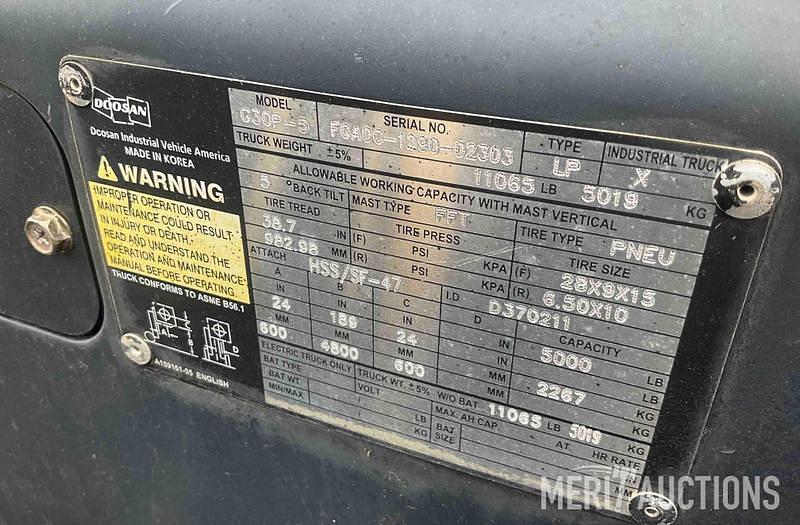 DOOSAN
Doosan Industrial Vehicle America
MADE IN KOREA
WARNING
IMPROPER OPERATION OR
MAINTENANCE COULD RESULT
IN INJURY OR DEATH.
READ AND UNDERSTAND THE
OPERATION AND MAINTENANCE
MANUAL BEFORE OPERATING.
TRUCK CONFORMS TO ASME B56.1
A159151-55 ENGLISH
MODEL SERIAL NO. TYPE INDUSTRIAL TRUCK
G30P-5 FGA0C-1290-02303 LP X
TRUCK WEIGHT ±5% 11065 LB 5019 KG
ALLOWABLE WORKING CAPACITY WITH MAST VERTICAL
5 °BACK TILT MAST TYPE FFT TIRE TYPE PNEU
TIRE TREAD TIRE PRESS TIRE SIZE
38.7 IN (F) PSI KPA (F) 28X9X15
982.98 MM (R) PSI KPA (R) 6.50X10
ATTACH HSS/SF-47 I.D D370211
A B C CAPACITY
24 IN 189 IN 24 IN 5000 LB
600 MM 4800 MM 600 MM 2267 KG
ELECTRIC TRUCK ONLY TRUCK WT. ±5% W/O BAT 11065 LB 5019 KG
BAT TYPE VOLT MAX. AH CAP AT. HR RATE
BAT WT. LB BAT IN
MIN/MAX / KG SIZE MM
MERIT AUCTIONS